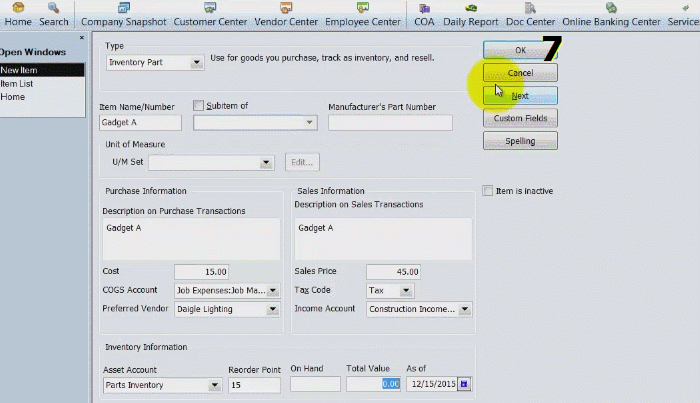 Home Search Company Snapshot Customer Center Vendor Center Employee Center COA Daily Report Doc Center Online Banking Center Service
Open Windows ×
New Item
Item List
Home
Type
Inventory Part Use for goods you purchase, track as inventory, and resell.
OK 7
Cancel
Next
Custom Fields
Spelling
Item Name/Number Subitem of Manufacturer's Part Number
Gadget A
Unit of Measure
U/M Set Edit...
Item is inactive
Purchase Information
Description on Purchase Transactions
Gadget A
Cost 15.00
COGS Account Job Expenses:Job Ma...
Preferred Vendor Daigle Lighting
Sales Information
Description on Sales Transactions
Gadget A
Sales Price 45.00
Tax Code Tax
Income Account Construction Income...
Inventory Information
Asset Account Reorder Point On Hand Total Value As of
Parts Inventory 15 0.00 12/15/2015